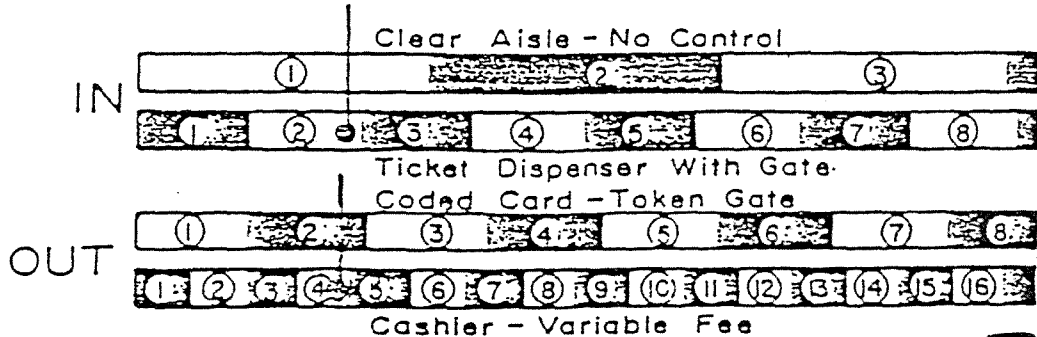 Clear Aisle - No Control
① ② ③
IN
① ② ③ ④ ⑤ ⑥ ⑦ ⑧
Ticket Dispenser With Gate
Coded Card - Token Gate
① ② ③ ④ ⑤ ⑥ ⑦ ⑧
OUT
① ② ③ ④ ⑤ ⑥ ⑦ ⑧ ⑨ ⑩ ⑪ ⑫ ⑬ ⑭ ⑮ ⑯
Cashier - Variable Fee